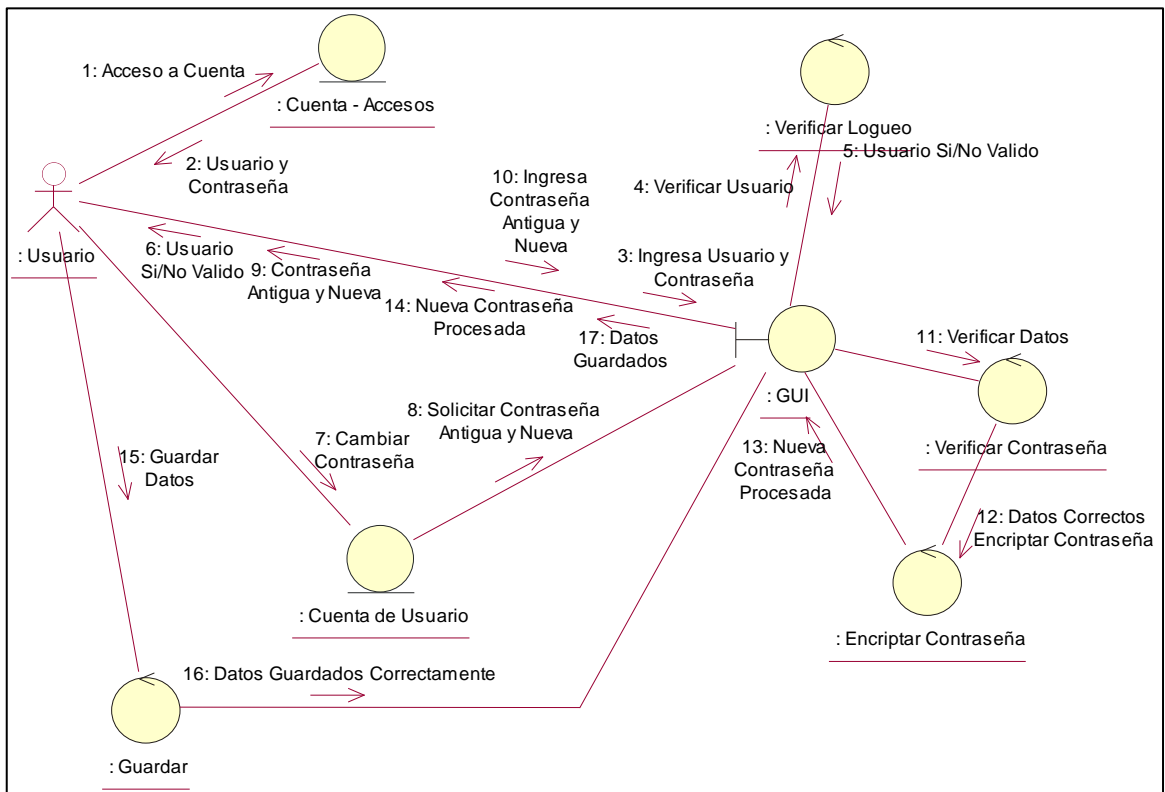 1: Acceso a Cuenta
: Cuenta - Accesos
2: Usuario y
Contraseña
: Usuario
: Verificar Logueo
5: Usuario Si/No Valido
4: Verificar Usuario
10: Ingresa
Contraseña
Antigua y
Nueva
3: Ingresa Usuario y
Contraseña
6: Usuario
Si/No Valido
9: Contraseña
Antigua y Nueva
14: Nueva Contraseña
Procesada
17: Datos
Guardados
11: Verificar Datos
: GUI
8: Solicitar Contraseña
Antigua y Nueva
7: Cambiar
Contraseña
13: Nueva
Contraseña
Procesada
: Verificar Contraseña
15: Guardar
Datos
12: Datos Correctos
Encriptar Contraseña
: Cuenta de Usuario
: Encriptar Contraseña
16: Datos Guardados Correctamente
: Guardar